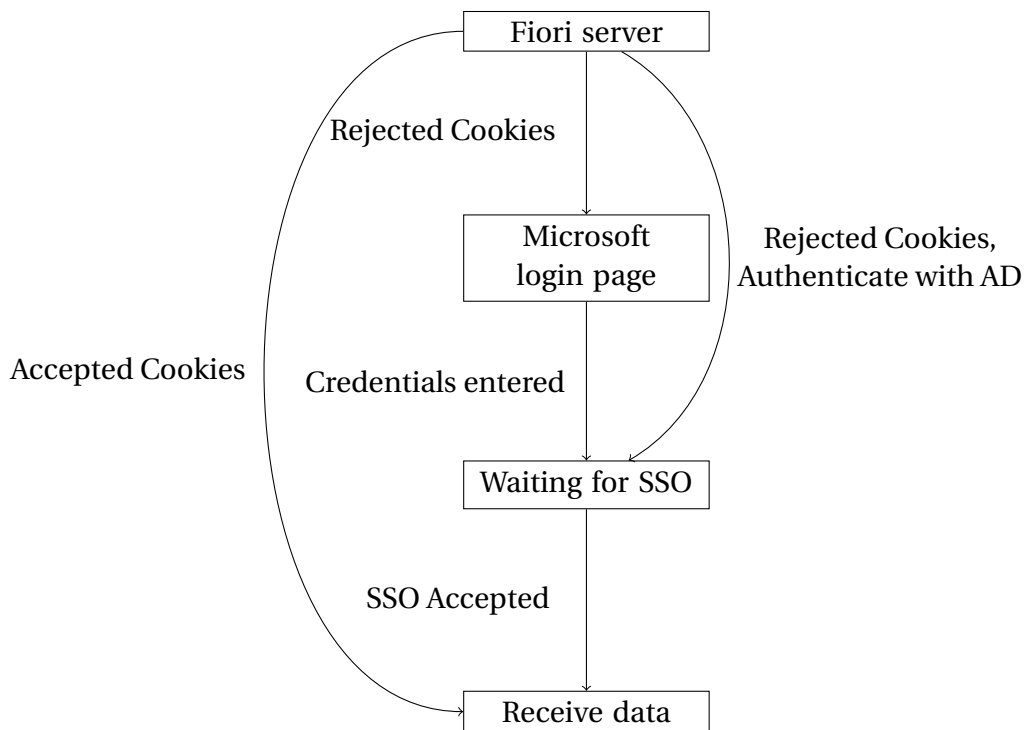 Fiori server
Rejected Cookies
Microsoft
login page
Rejected Cookies,
Authenticate with AD
Accepted Cookies
Credentials entered
Waiting for SSO
SSO Accepted
Receive data